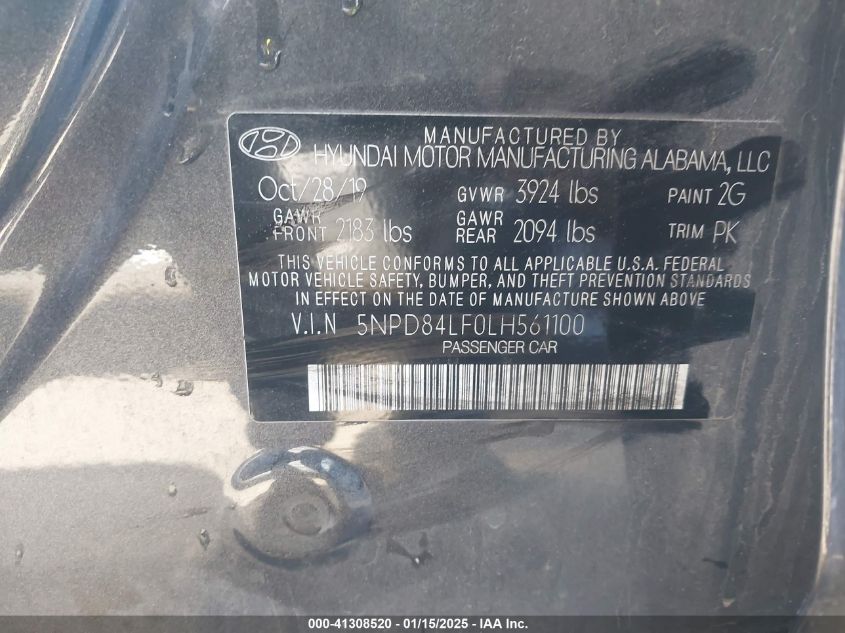 MANUFACTURED BY
HYUNDAI MOTOR MANUFACTURING ALABAMA, LLC
Oct/28/19 GVWR 3924 lbs PAINT 2G
GAWR FRONT 2183 lbs GAWR REAR 2094 lbs TRIM PK
THIS VEHICLE CONFORMS TO ALL APPLICABLE U.S.A. FEDERAL
MOTOR VEHICLE SAFETY, BUMPER, AND THEFT PREVENTION STANDARDS
IN EFFECT ON THE DATE OF MANUFACTURE SHOWN ABOVE
V.I.N 5NPD84LF0LH561100
PASSENGER CAR
000-41308520 - 01/15/2025 - IAA Inc.